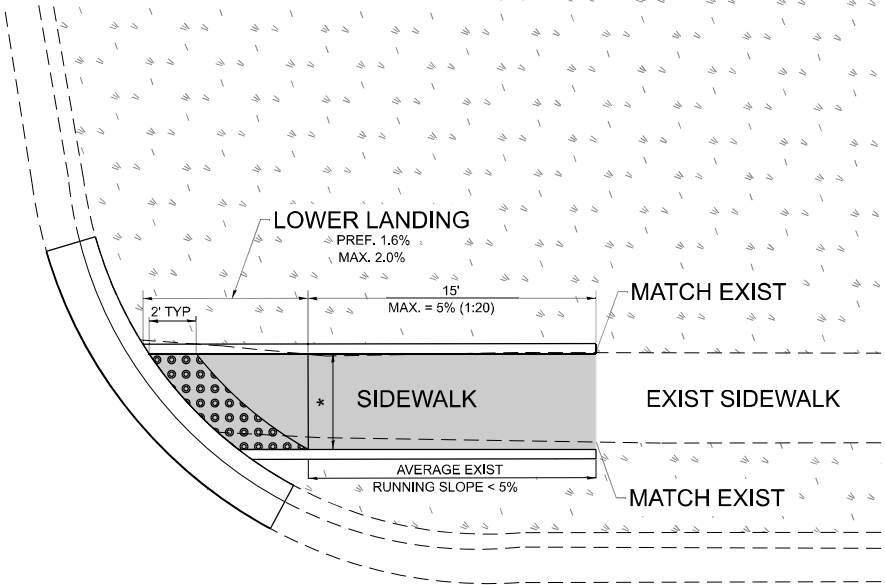 LOWER LANDING
PREF. 1.6%
MAX. 2.0%
15'
MAX. = 5% (1:20)
MATCH EXIST
2' TYP
*
SIDEWALK
EXIST SIDEWALK
AVERAGE EXIST
RUNNING SLOPE < 5%
MATCH EXIST